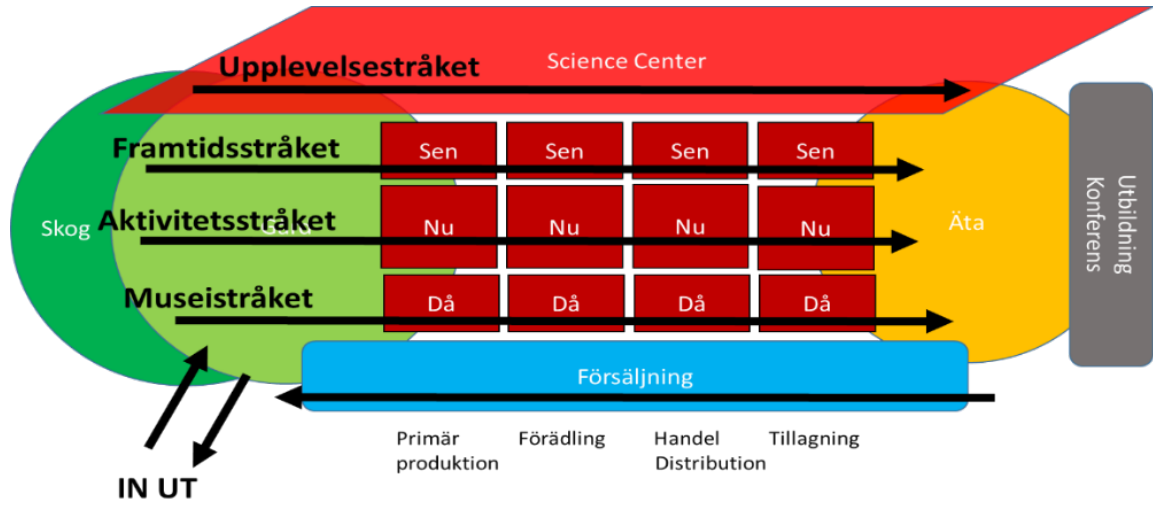 Upplevelsestråket
Science Center
Framtidsstråket
Sen Sen Sen Sen
Skog
Aktivitetsstråket
Gård
Nu Nu Nu Nu
Äta
Utbildning
Konferens
Museistråket
Då Då Då Då
Försäljning
Primär
produktion
Förädling
Handel
Distribution
Tillagning
IN UT